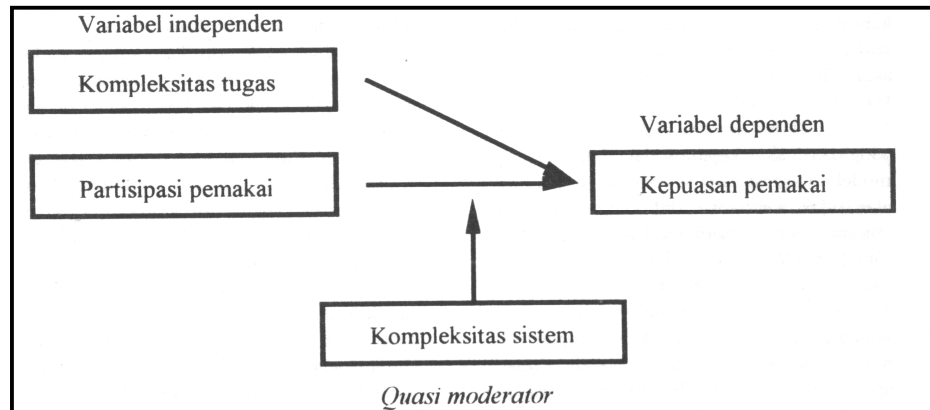 Variabel independen
Kompleksitas tugas
Variabel dependen
Partisipasi pemakai
Kepuasan pemakai
Kompleksitas sistem
Quasi moderator